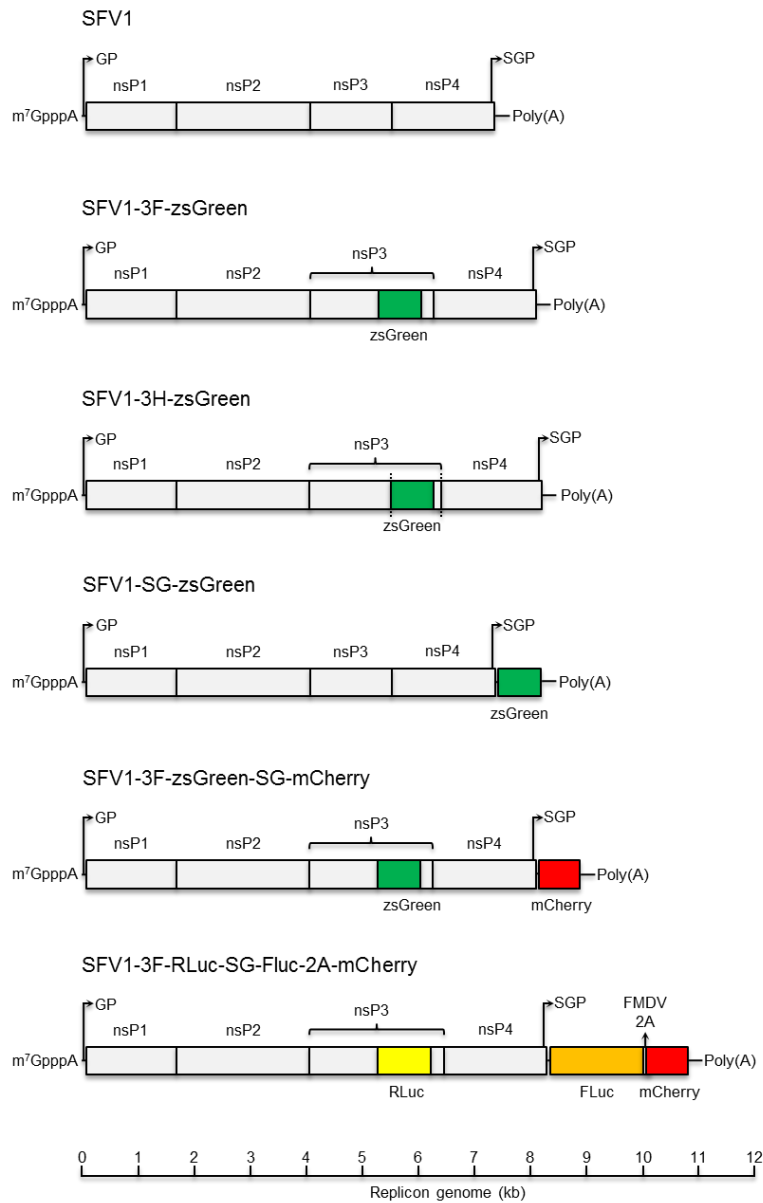 SFV1
GP SGP
nsP1 nsP2 nsP3 nsP4
m⁷GpppA Poly(A)
SFV1-3F-zsGreen
GP SGP
nsP3
nsP1 nsP2 nsP4
m⁷GpppA Poly(A)
zsGreen
SFV1-3H-zsGreen
GP SGP
nsP3
nsP1 nsP2 nsP4
m⁷GpppA Poly(A)
zsGreen
SFV1-SG-zsGreen
GP SGP
nsP1 nsP2 nsP3 nsP4
m⁷GpppA Poly(A)
zsGreen
SFV1-3F-zsGreen-SG-mCherry
GP SGP
nsP3
nsP1 nsP2 nsP4
m⁷GpppA Poly(A)
zsGreen mCherry
SFV1-3F-RLuc-SG-Fluc-2A-mCherry
GP SGP FMDV
nsP3 2A
nsP1 nsP2 nsP4
m⁷GpppA Poly(A)
RLuc FLuc mCherry
0 1 2 3 4 5 6 7 8 9 10 11 12
Replicon genome (kb)